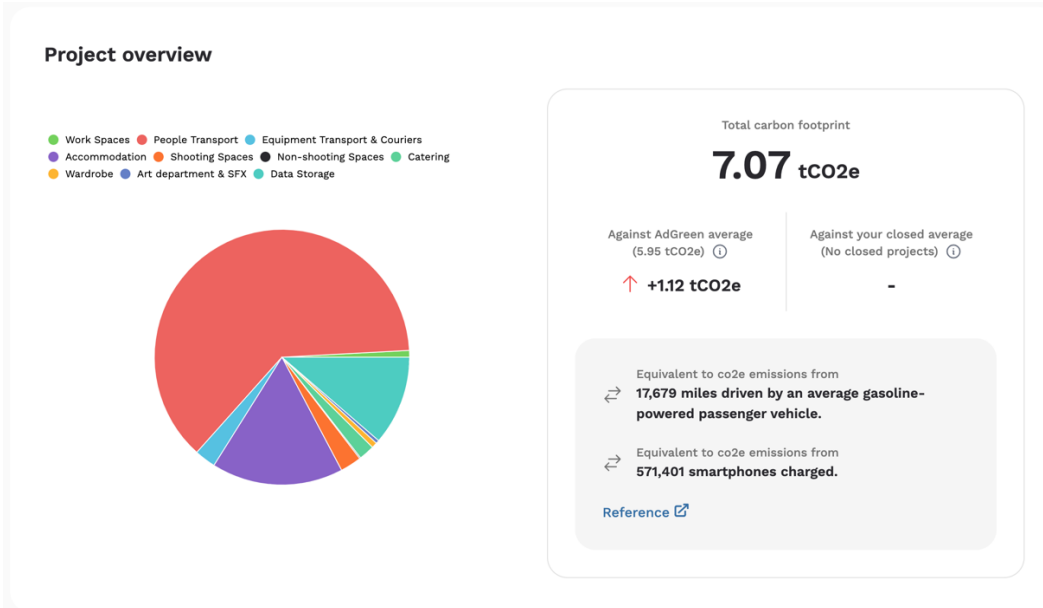 Project overview
Work Spaces People Transport Equipment Transport & Couriers
Accommodation Shooting Spaces Non-shooting Spaces Catering
Wardrobe Art department & SFX Data Storage
Total carbon footprint
7.07 tCO2e
Against AdGreen average
(5.95 tCO2e)
+1.12 tCO2e
Against your closed average
(No closed projects)
-
Equivalent to co2e emissions from
17,679 miles driven by an average gasoline-
powered passenger vehicle.
Equivalent to co2e emissions from
571,401 smartphones charged.
Reference